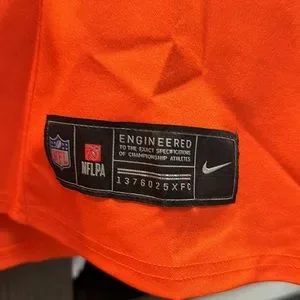 NFL
NFLPA
ENGINEERED
TO THE EXACT SPECIFICATIONS
OF CHAMPIONSHIP ATHLETES
1376025XFC